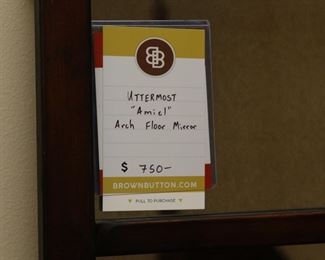 BB
UTTERMOST
"Amiel"
Arch Floor Mirror
$ 750-
BROWNBUTTON.COM
▼ PULL TO PURCHASE ▼